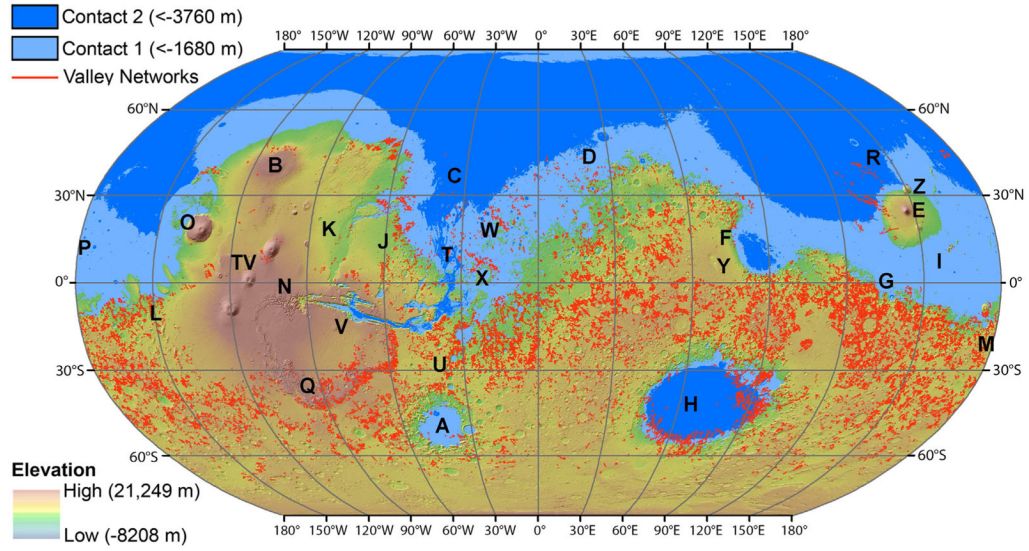 Contact 2 (<-3760 m)
Contact 1 (<-1680 m)
Valley Networks
180° 150°W 120°W 90°W 60°W 30°W 0° 30°E 60°E 90°E 120°E 150°E 180°
60°N 60°N
R
D
B
C
Z
30°N 30°N
E
O
K
W
F
J
P
T
TV
Y
I
X
G
0° N 0°
L
V
M
U
30°S 30°S
Q
H
A
60°S 60°S
Elevation
High (21,249 m)
Low (-8208 m)
180° 150°W 120°W 90°W 60°W 30°W 0° 30°E 60°E 90°E 120°E 150°E 180°